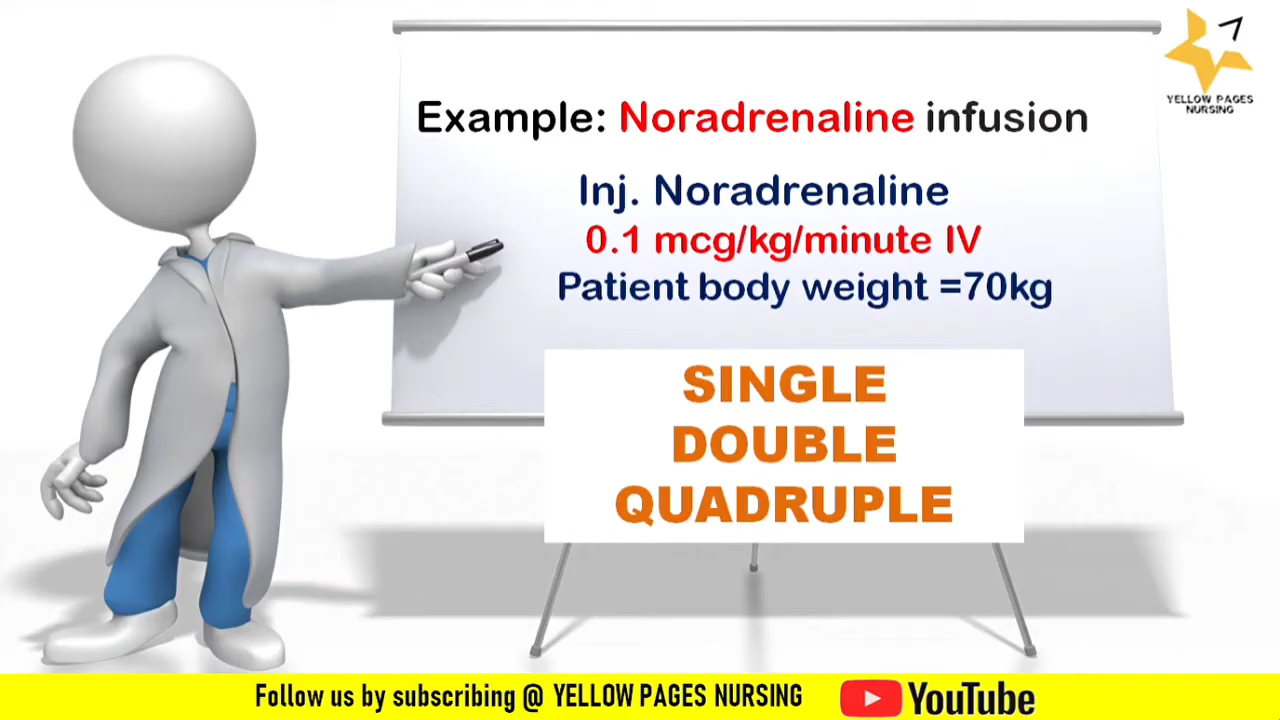 Example: Noradrenaline infusion
Inj. Noradrenaline
0.1 mcg/kg/minute IV
Patient body weight =70kg
SINGLE
DOUBLE
QUADRUPLE
YELLOW PAGES
NURSING
Follow us by subscribing @ YELLOW PAGES NURSING YouTube